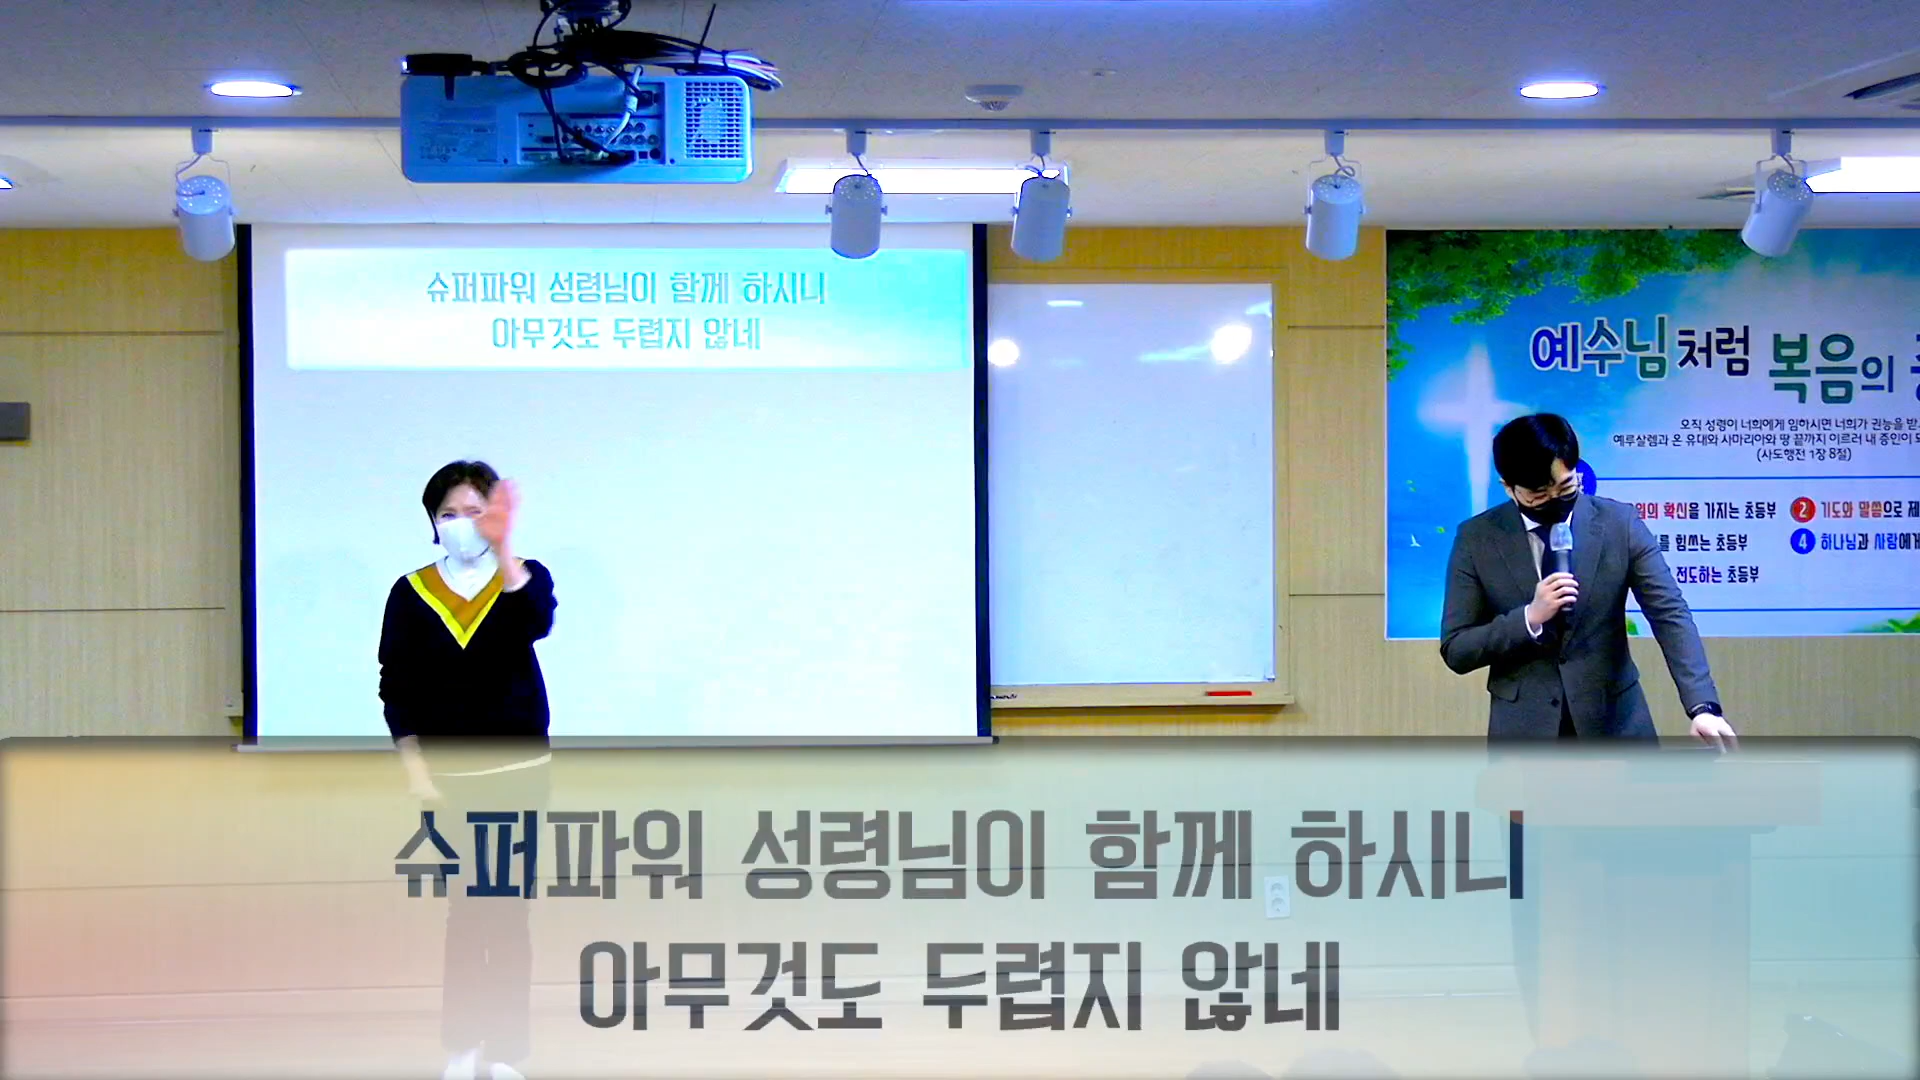 슈퍼파워 성령님이 함께 하시니
아무것도 두렵지 않네
예수님처럼 복음의
오직 성령이 너희에게 임하시면 너희가 권능을 받
예루살렘과 온 유대와 사마리아와 땅 끝까지 이르러 내 증인이
(사도행전 1장 8절)
원의 확신을 가지는 초등부
2 기도와 말씀으로
를 힘쓰는 초등부
4 하나님과 사람에게
전도하는 초등부
슈퍼파워 성령님이 함께 하시니
아무것도 두렵지 않네